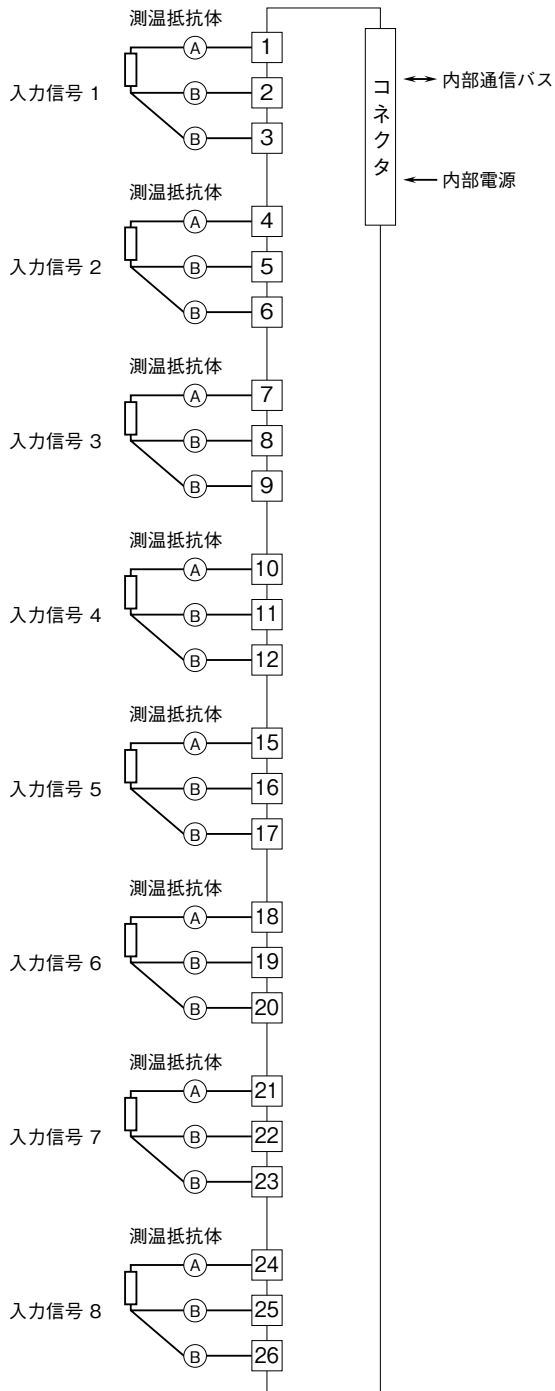 測温抵抗体
A 1
入力信号 1 B 2
B 3
コネクタ
内部通信バス
内部電源
測温抵抗体
A 4
入力信号 2 B 5
B 6
測温抵抗体
A 7
入力信号 3 B 8
B 9
測温抵抗体
A 10
入力信号 4 B 11
B 12
測温抵抗体
A 15
入力信号 5 B 16
B 17
測温抵抗体
A 18
入力信号 6 B 19
B 20
測温抵抗体
A 21
入力信号 7 B 22
B 23
測温抵抗体
A 24
入力信号 8 B 25
B 26